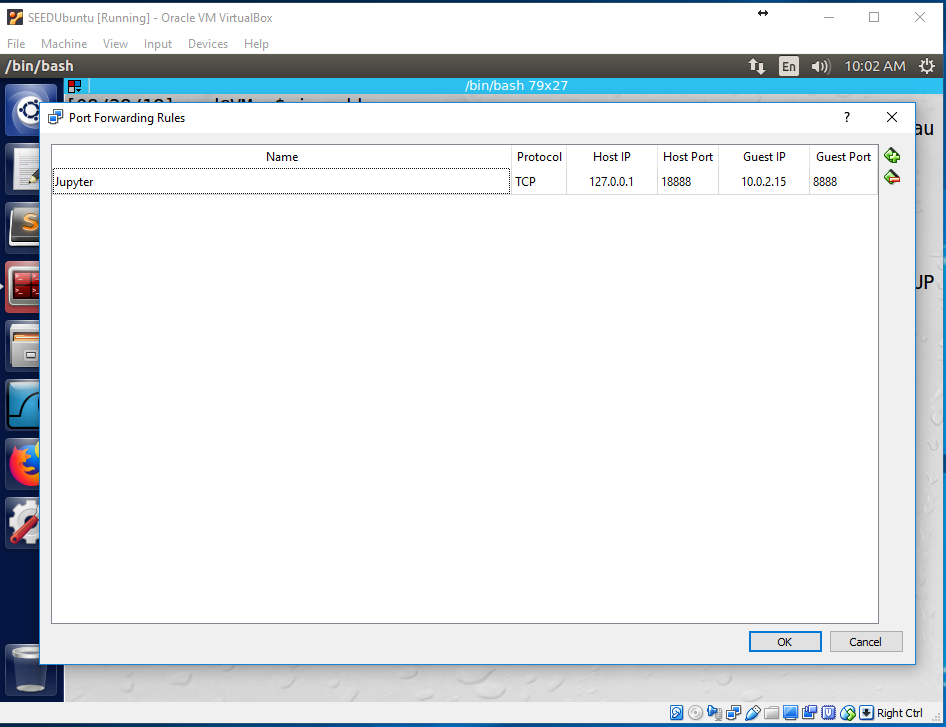 SEEDUbuntu [Running] - Oracle VM VirtualBox
File Machine View Input Devices Help
/bin/bash En 10:02 AM
/bin/bash 79x27
au
Port Forwarding Rules ?
Name Protocol Host IP Host Port Guest IP Guest Port
Jupyter TCP 127.0.0.1 18888 10.0.2.15 8888
UP
OK Cancel
Right Ctrl